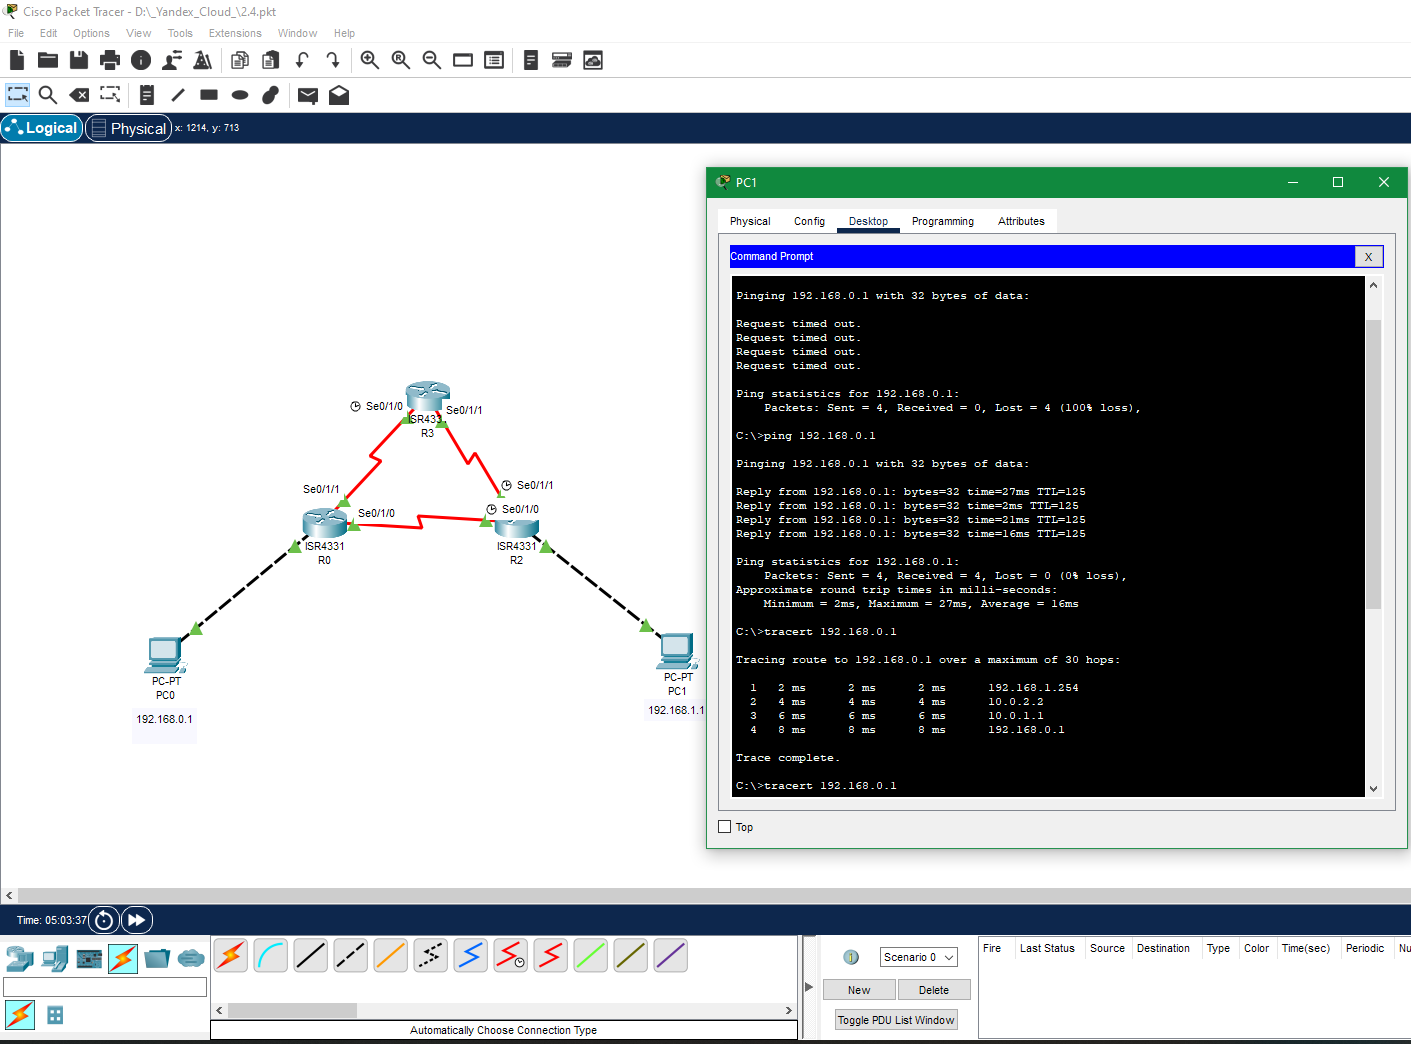 Cisco Packet Tracer - D:\_Yandex_Cloud_\2.4.pkt
File Edit Options View Tools Extensions Window Help
Logical Physical x: 1214, y: 713
PC1
Physical Config Desktop Programming Attributes
Command Prompt X
Pinging 192.168.0.1 with 32 bytes of data:
Request timed out.
Request timed out.
Request timed out.
Request timed out.
Ping statistics for 192.168.0.1:
Packets: Sent = 4, Received = 0, Lost = 4 (100% loss),
C:\>ping 192.168.0.1
Pinging 192.168.0.1 with 32 bytes of data:
Reply from 192.168.0.1: bytes=32 time=27ms TTL=125
Reply from 192.168.0.1: bytes=32 time=2ms TTL=125
Reply from 192.168.0.1: bytes=32 time=21ms TTL=125
Reply from 192.168.0.1: bytes=32 time=16ms TTL=125
Ping statistics for 192.168.0.1:
Packets: Sent = 4, Received = 4, Lost = 0 (0% loss),
Approximate round trip times in milli-seconds:
Minimum = 2ms, Maximum = 27ms, Average = 16ms
C:\>tracert 192.168.0.1
Tracing route to 192.168.0.1 over a maximum of 30 hops:
1 2 ms 2 ms 2 ms 192.168.1.254
2 4 ms 4 ms 4 ms 10.0.2.2
3 6 ms 6 ms 6 ms 10.0.1.1
4 8 ms 8 ms 8 ms 192.168.0.1
Trace complete.
C:\>tracert 192.168.0.1
Top
Se0/1/0
Se0/1/1
ISR433
R3
Se0/1/1
Se0/1/1
Se0/1/0
Se0/1/0
ISR4331
R0
ISR4331
R2
PC-PT
PC0
192.168.0.1
PC-PT
PC1
192.168.1.1
Time: 05:03:37
Automatically Choose Connection Type
Scenario 0
New Delete
Toggle PDU List Window
Fire Last Status Source Destination Type Color Time(sec) Periodic Nu